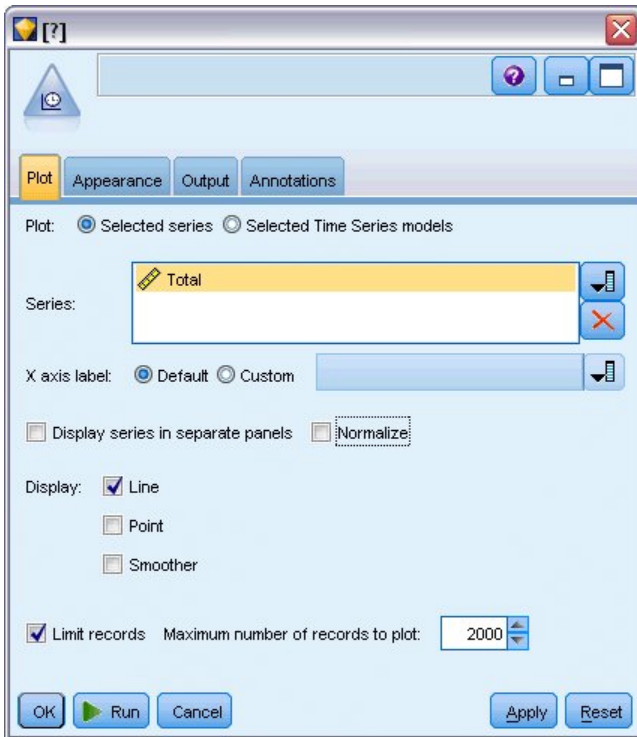 [?]
Plot Appearance Output Annotations
Plot: Selected series Selected Time Series models
Total
Series:
X axis label: Default Custom
Display series in separate panels Normalize
Display: Line
Point
Smoother
Limit records Maximum number of records to plot: 2000
OK Run Cancel Apply Reset